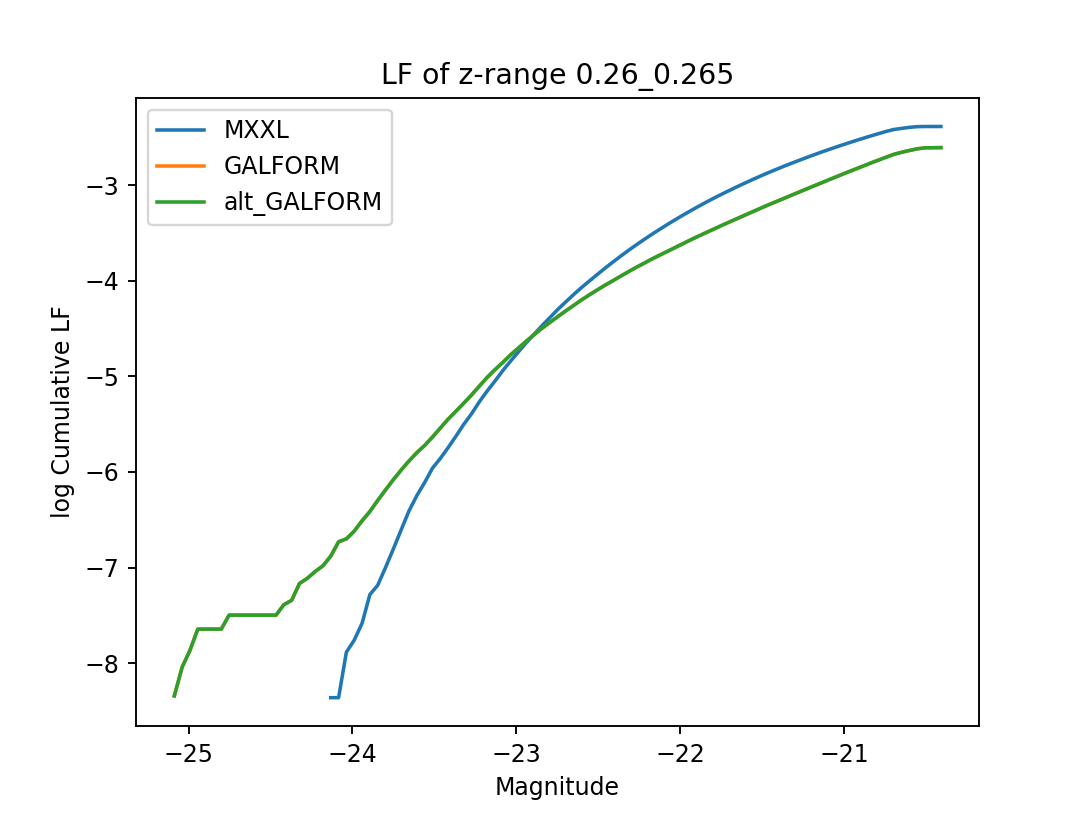 LF of z-range 0.26_0.265
MXXL
GALFORM
alt_GALFORM
log Cumulative LF
−3
−4
−5
−6
−7
−8
−25
−24
−23
−22
−21
Magnitude